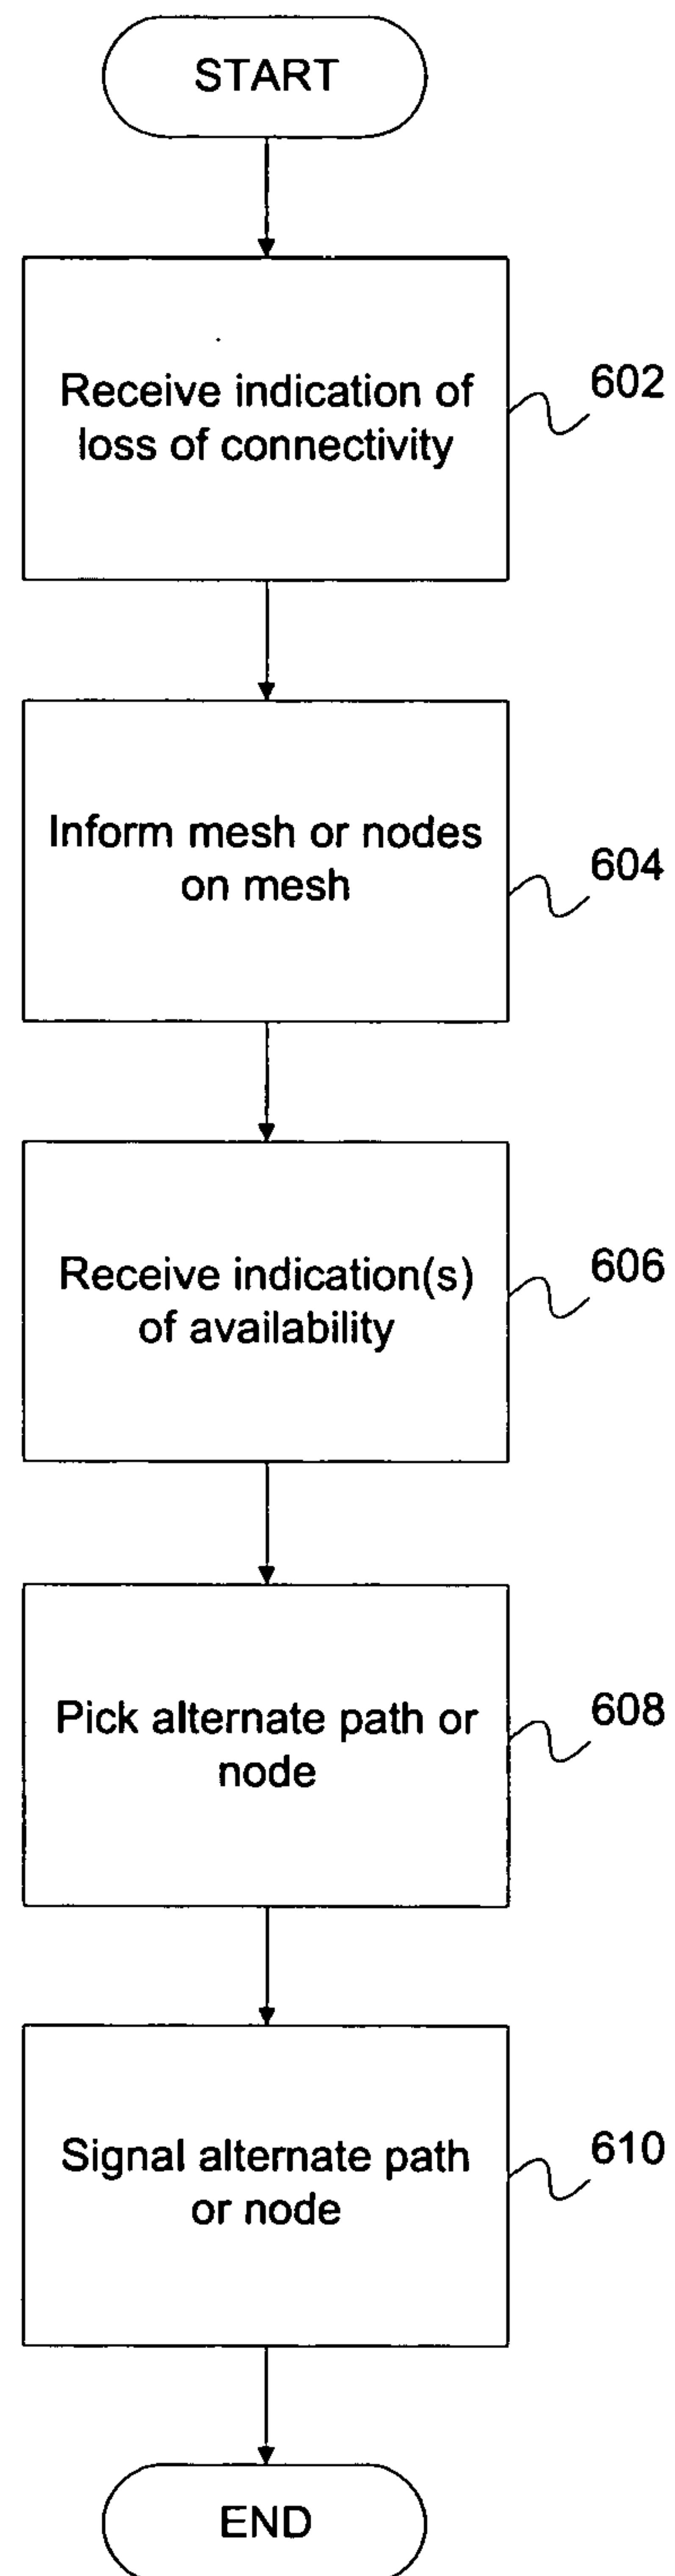 START
Receive indication of
loss of connectivity
602
Inform mesh or nodes
on mesh
604
Receive indication(s)
of availability
606
Pick alternate path or
node
608
Signal alternate path
or node
610
END